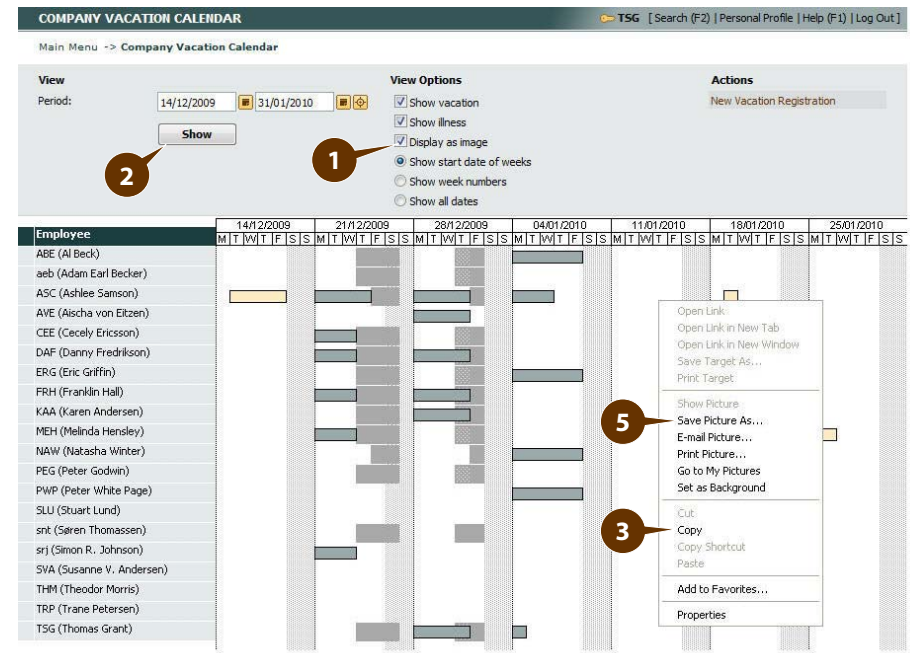 COMPANY VACATION CALENDAR
TSG [ Search (F2) | Personal Profile | Help (F1) | Log Out ]
Main Menu -> Company Vacation Calendar
View
View Options
Actions
Period:
14/12/2009
31/01/2010
Show vacation
New Vacation Registration
Show illness
Show
Display as image
1
2
Show start date of weeks
Show week numbers
Show all dates
Employee
14/12/2009 21/12/2009 28/12/2009 04/01/2010 11/01/2010 18/01/2010 25/01/2010
M T W T F S S M T W T F S S M T W T F S S M T W T F S S M T W T F S S M T W T F S S M T W T F S S
ABE (Al Beck)
aeb (Adam Earl Becker)
ASC (Ashlee Samson)
AVE (Aischa von Eitzen)
CEE (Cecely Ericsson)
DAF (Danny Fredrikson)
ERG (Eric Griffin)
FRH (Franklin Hall)
KAA (Karen Andersen)
MEH (Melinda Hensley)
NAW (Natasha Winter)
PEG (Peter Godwin)
PWP (Peter White Page)
SLU (Stuart Lund)
snt (Søren Thomassen)
srj (Simon R. Johnson)
SVA (Susanne V. Andersen)
THM (Theodor Morris)
TRP (Trane Petersen)
TSG (Thomas Grant)
Open Link
Open Link in New Tab
Open Link in New Window
Save Target As...
Print Target
Show Picture
5
Save Picture As...
E-mail Picture...
Print Picture...
Go to My Pictures
Set as Background
Cut
3
Copy
Copy Shortcut
Paste
Add to Favorites...
Properties